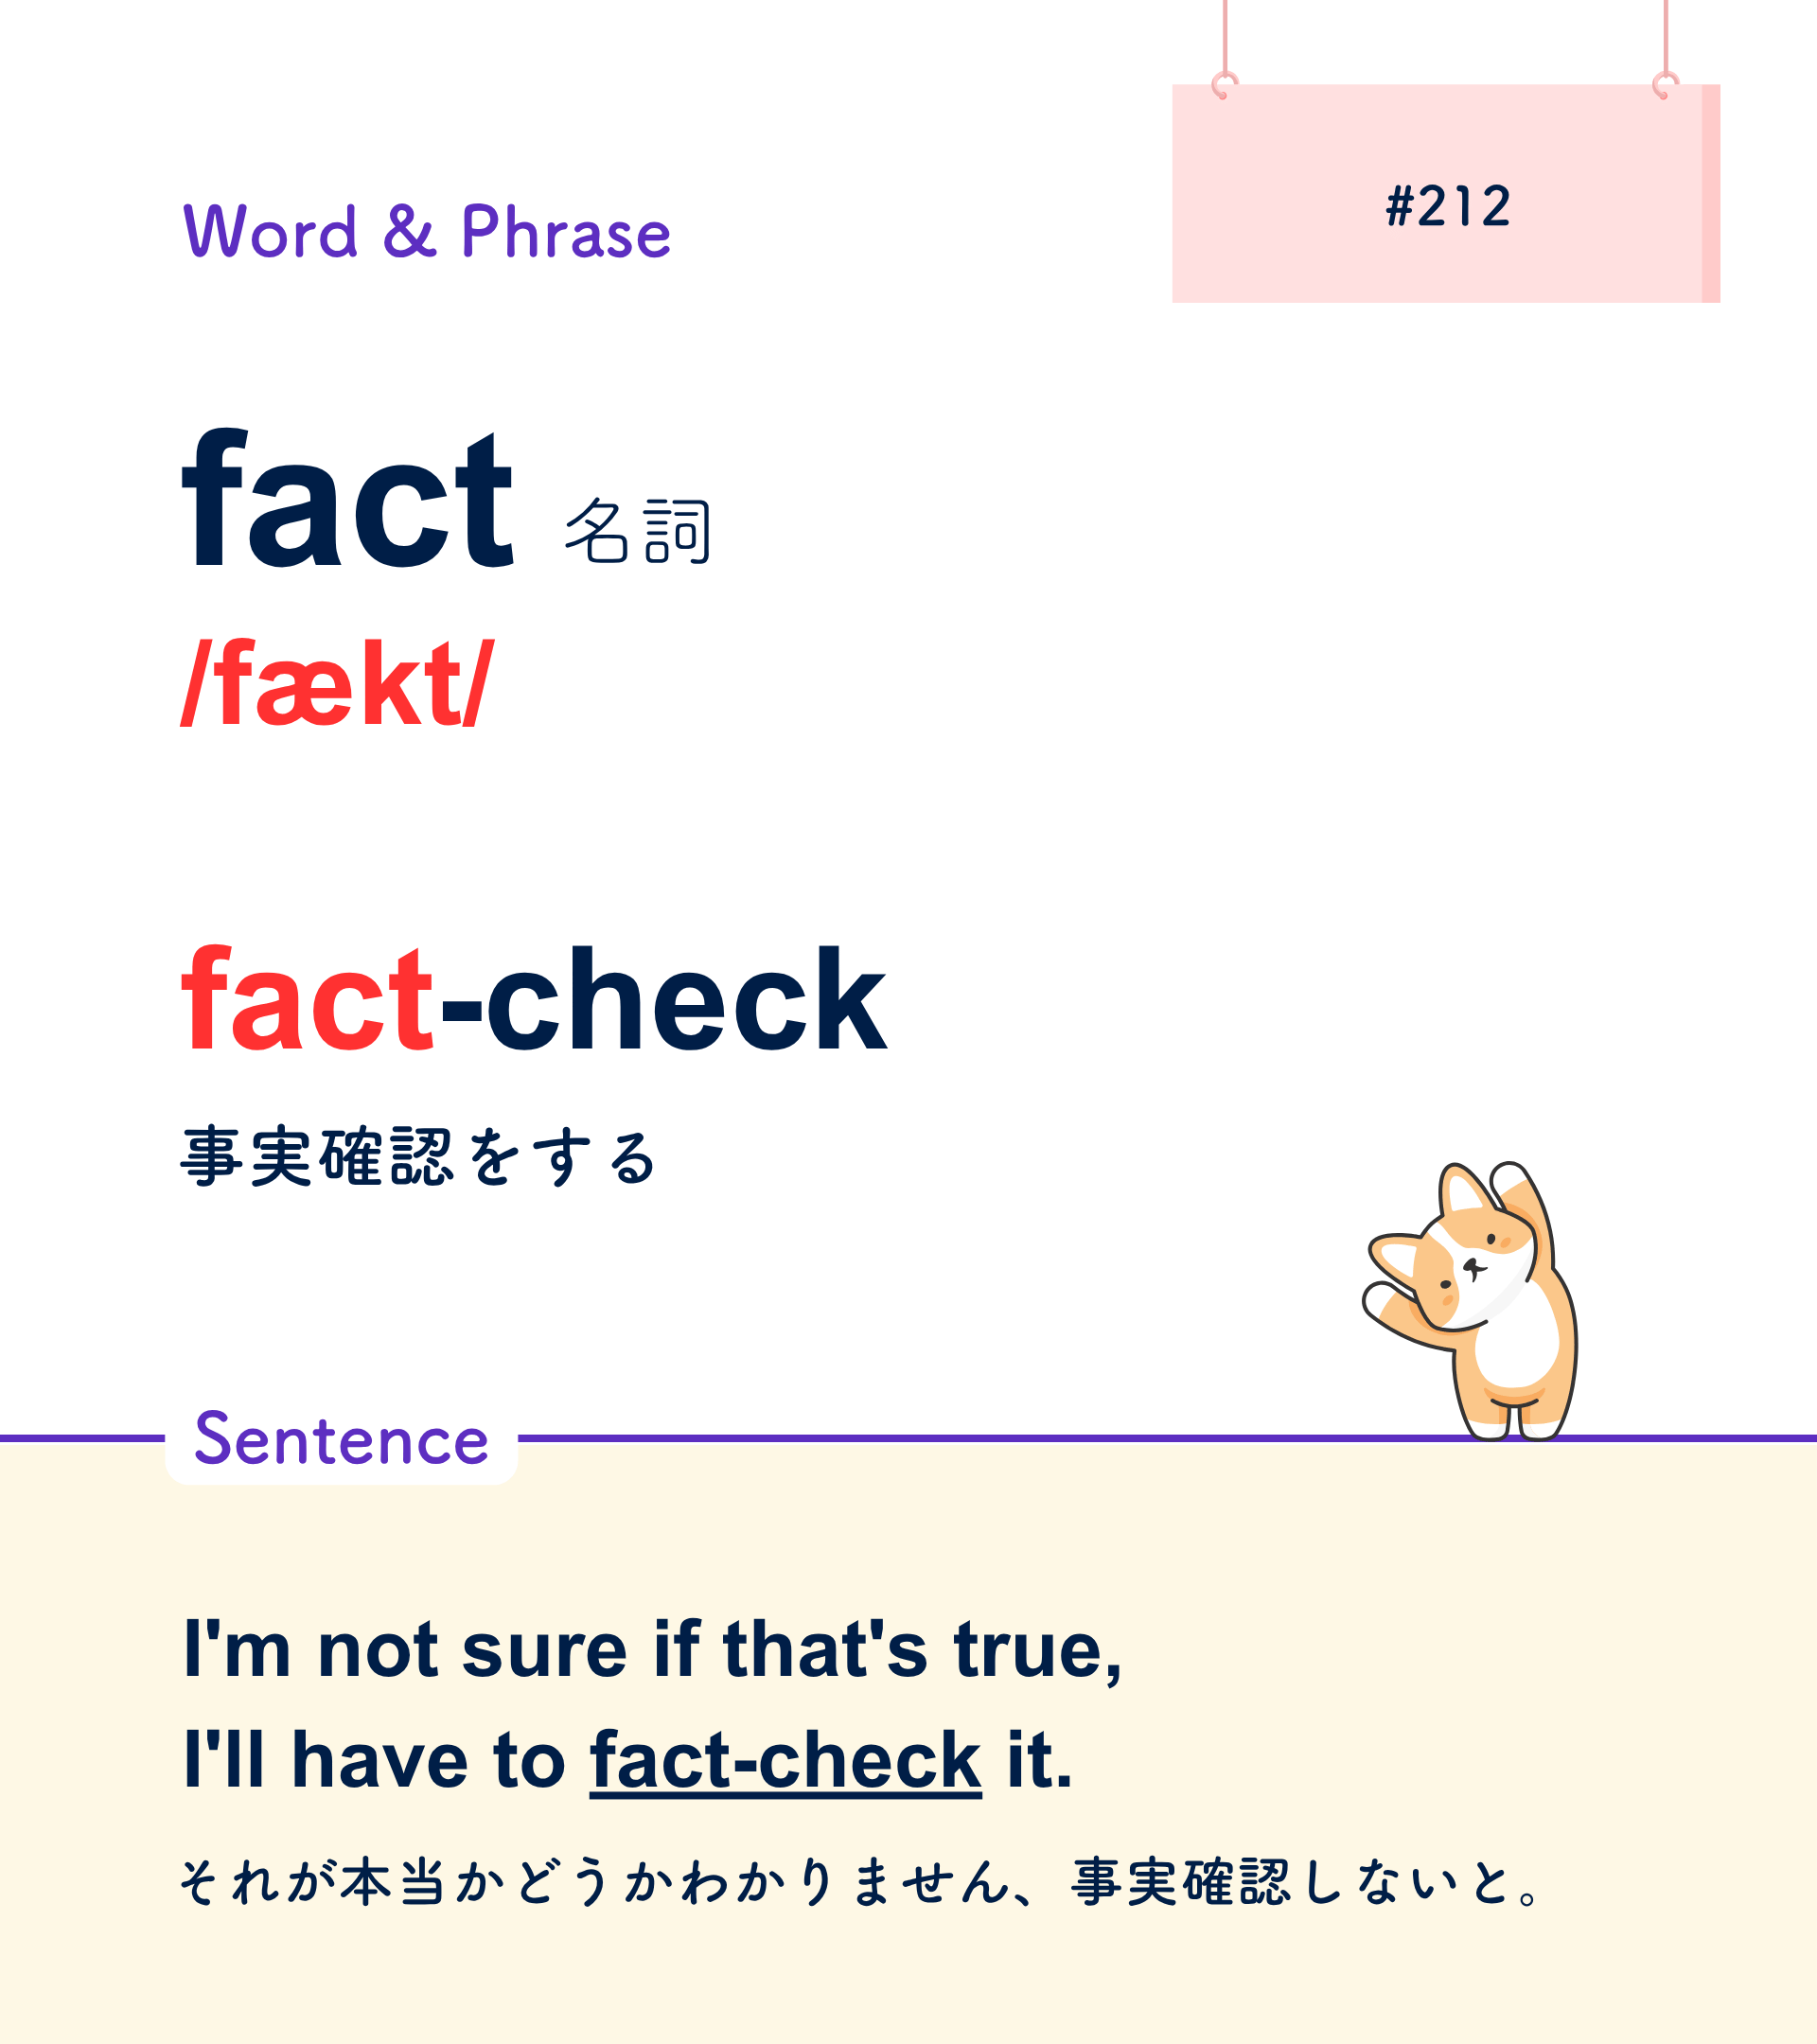 #212
Word & Phrase
fact 名詞
/fækt/
fact-check
事実確認をする
Sentence
I'm not sure if that's true,
I'll have to fact-check it.
それが本当かどうかわかりません、事実確認しないと。